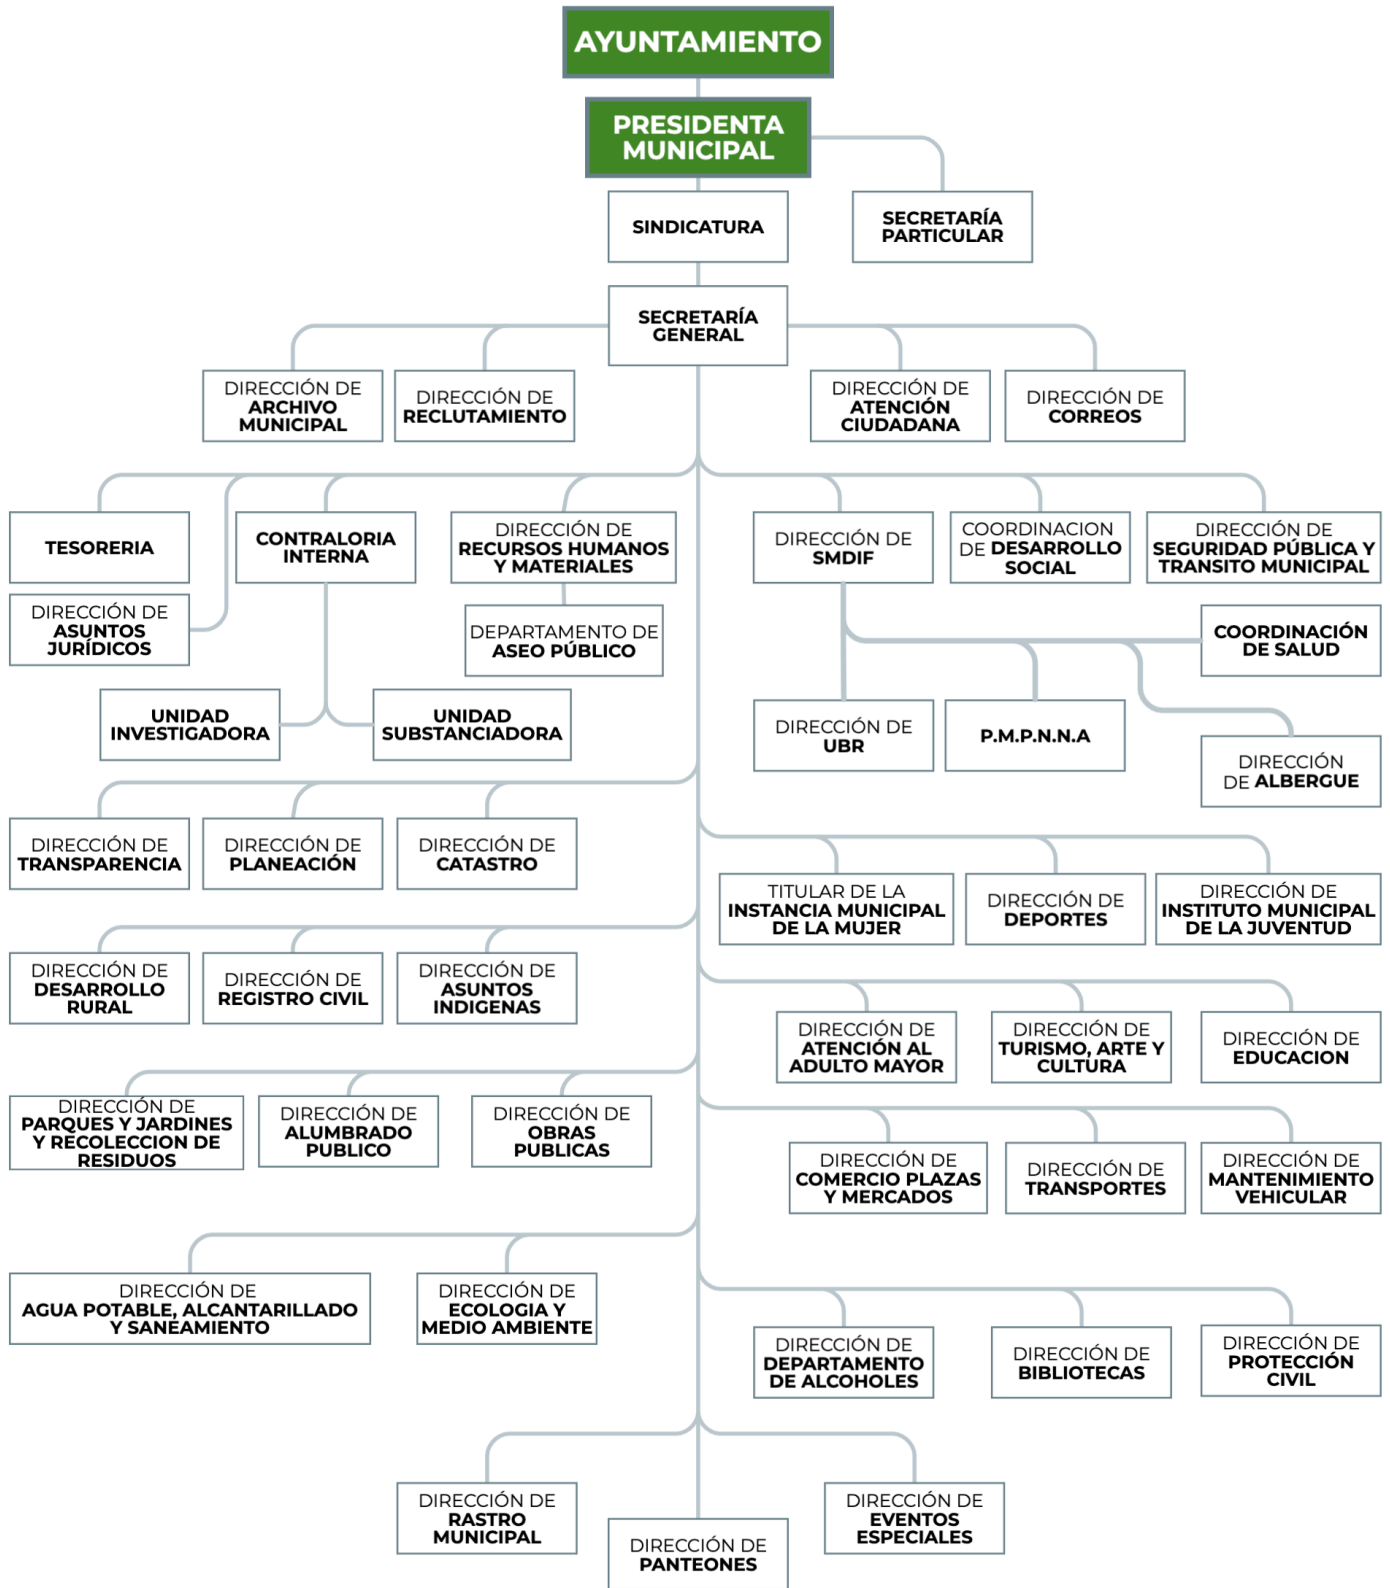 AYUNTAMIENTO
PRESIDENTA
MUNICIPAL
SINDICATURA
SECRETARÍA
PARTICULAR
SECRETARÍA
GENERAL
DIRECCIÓN DE
ARCHIVO
MUNICIPAL
DIRECCIÓN DE
RECLUTAMIENTO
DIRECCIÓN DE
ATENCIÓN
CIUDADANA
DIRECCIÓN DE
CORREOS
TESORERIA
CONTRALORIA
INTERNA
DIRECCIÓN DE
RECURSOS HUMANOS
Y MATERIALES
DIRECCIÓN DE
SMDIF
COORDINACION
DE DESARROLLO
SOCIAL
DIRECCIÓN DE
SEGURIDAD PÚBLICA Y
TRANSITO MUNICIPAL
DIRECCIÓN DE
ASUNTOS
JURÍDICOS
DEPARTAMENTO DE
ASEO PÚBLICO
COORDINACIÓN
DE SALUD
UNIDAD
INVESTIGADORA
UNIDAD
SUBSTANCIADORA
DIRECCIÓN DE
UBR
P.M.P.N.N.A
DIRECCIÓN
DE ALBERGUE
DIRECCIÓN DE
TRANSPARENCIA
DIRECCIÓN DE
PLANEACIÓN
DIRECCIÓN DE
CATASTRO
TITULAR DE LA
INSTANCIA MUNICIPAL
DE LA MUJER
DIRECCIÓN DE
DEPORTES
DIRECCIÓN DE
INSTITUTO MUNICIPAL
DE LA JUVENTUD
DIRECCIÓN DE
DESARROLLO
RURAL
DIRECCIÓN DE
REGISTRO CIVIL
DIRECCIÓN DE
ASUNTOS
INDIGENAS
DIRECCIÓN DE
ATENCIÓN AL
ADULTO MAYOR
DIRECCIÓN DE
TURISMO, ARTE Y
CULTURA
DIRECCIÓN DE
EDUCACION
DIRECCIÓN DE
PARQUES Y JARDINES
Y RECOLECCION DE
RESIDUOS
DIRECCIÓN DE
ALUMBRADO
PUBLICO
DIRECCIÓN DE
OBRAS
PUBLICAS
DIRECCIÓN DE
COMERCIO PLAZAS
Y MERCADOS
DIRECCIÓN DE
TRANSPORTES
DIRECCIÓN DE
MANTENIMIENTO
VEHICULAR
DIRECCIÓN DE
AGUA POTABLE, ALCANTARILLADO
Y SANEAMIENTO
DIRECCIÓN DE
ECOLOGIA Y
MEDIO AMBIENTE
DIRECCIÓN DE
DEPARTAMENTO
DE ALCOHOLES
DIRECCIÓN DE
BIBLIOTECAS
DIRECCIÓN DE
PROTECCIÓN
CIVIL
DIRECCIÓN DE
RASTRO
MUNICIPAL
DIRECCIÓN DE
PANTEONES
DIRECCIÓN DE
EVENTOS
ESPECIALES